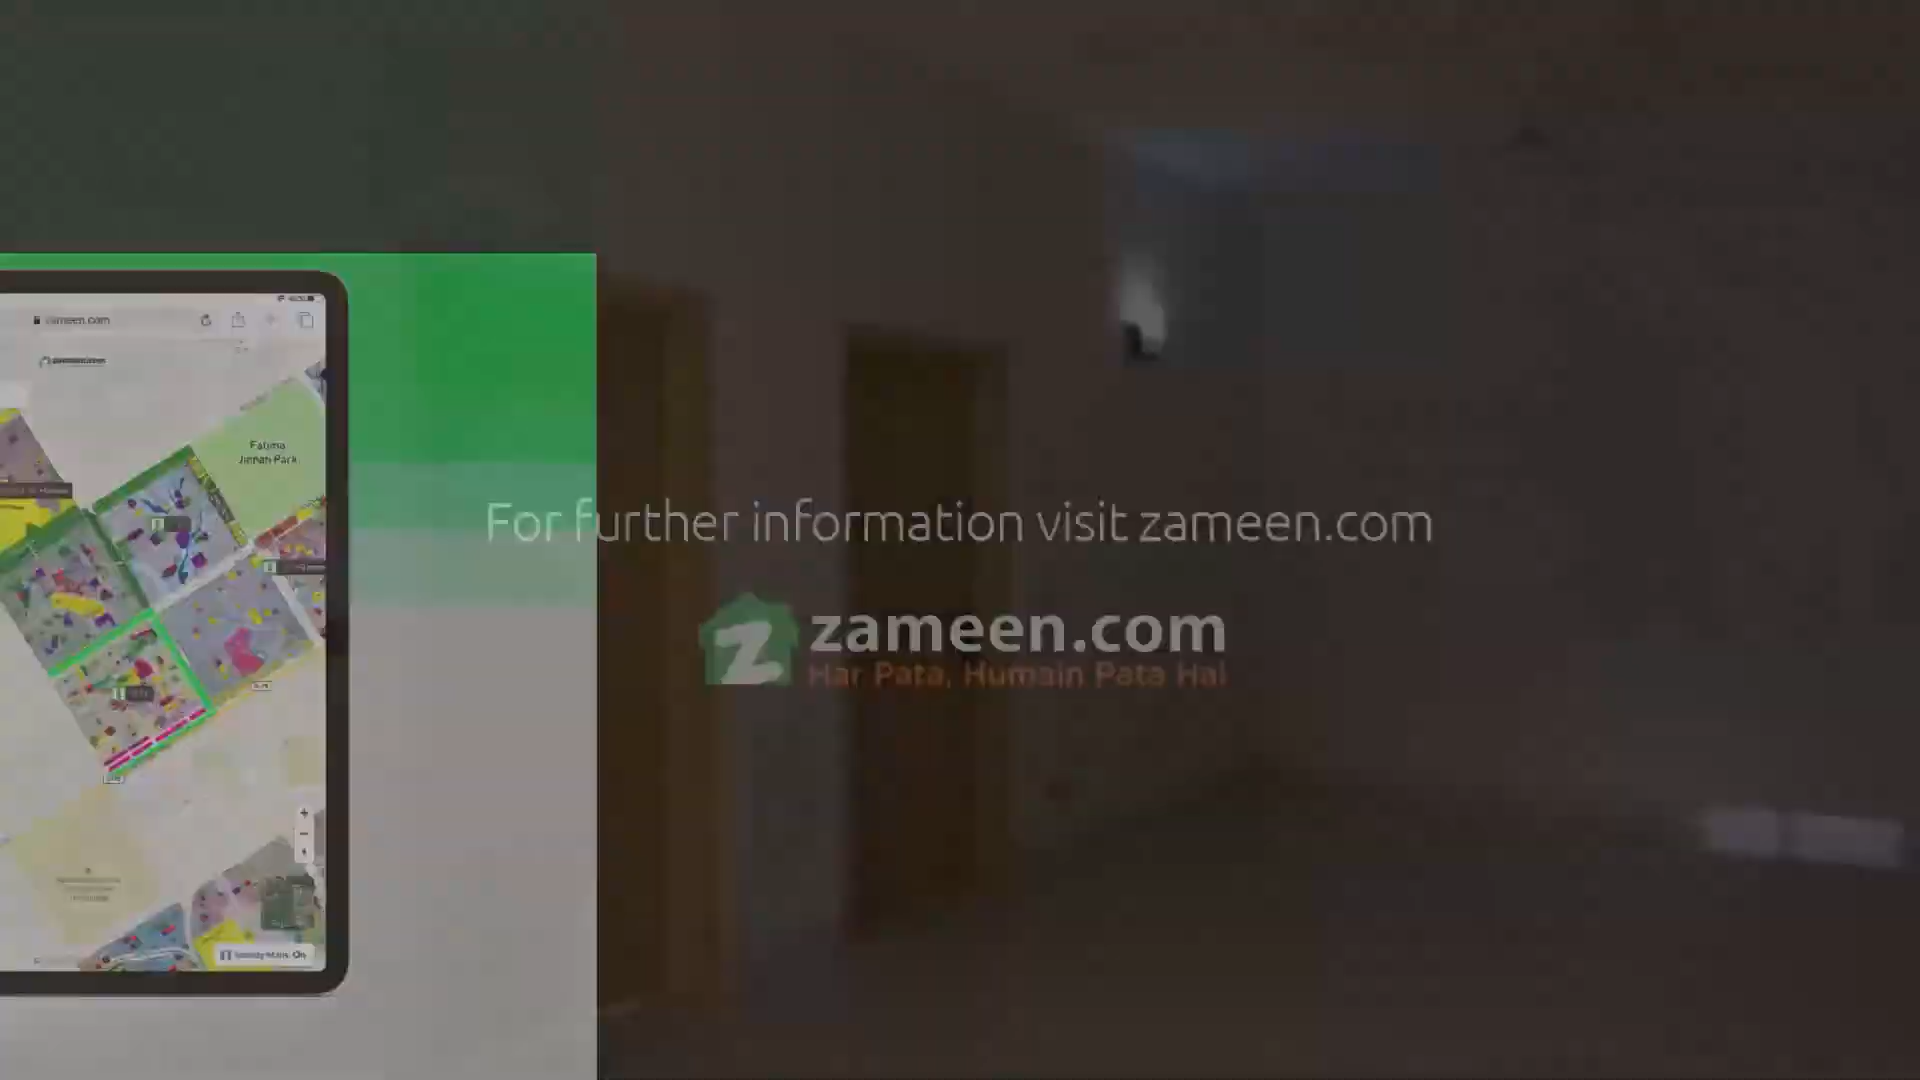 zameen.com
Fatima
Jinnah Park
For further information visit zameen.com
zameen.com
Har Pata, Humain Pata Hai